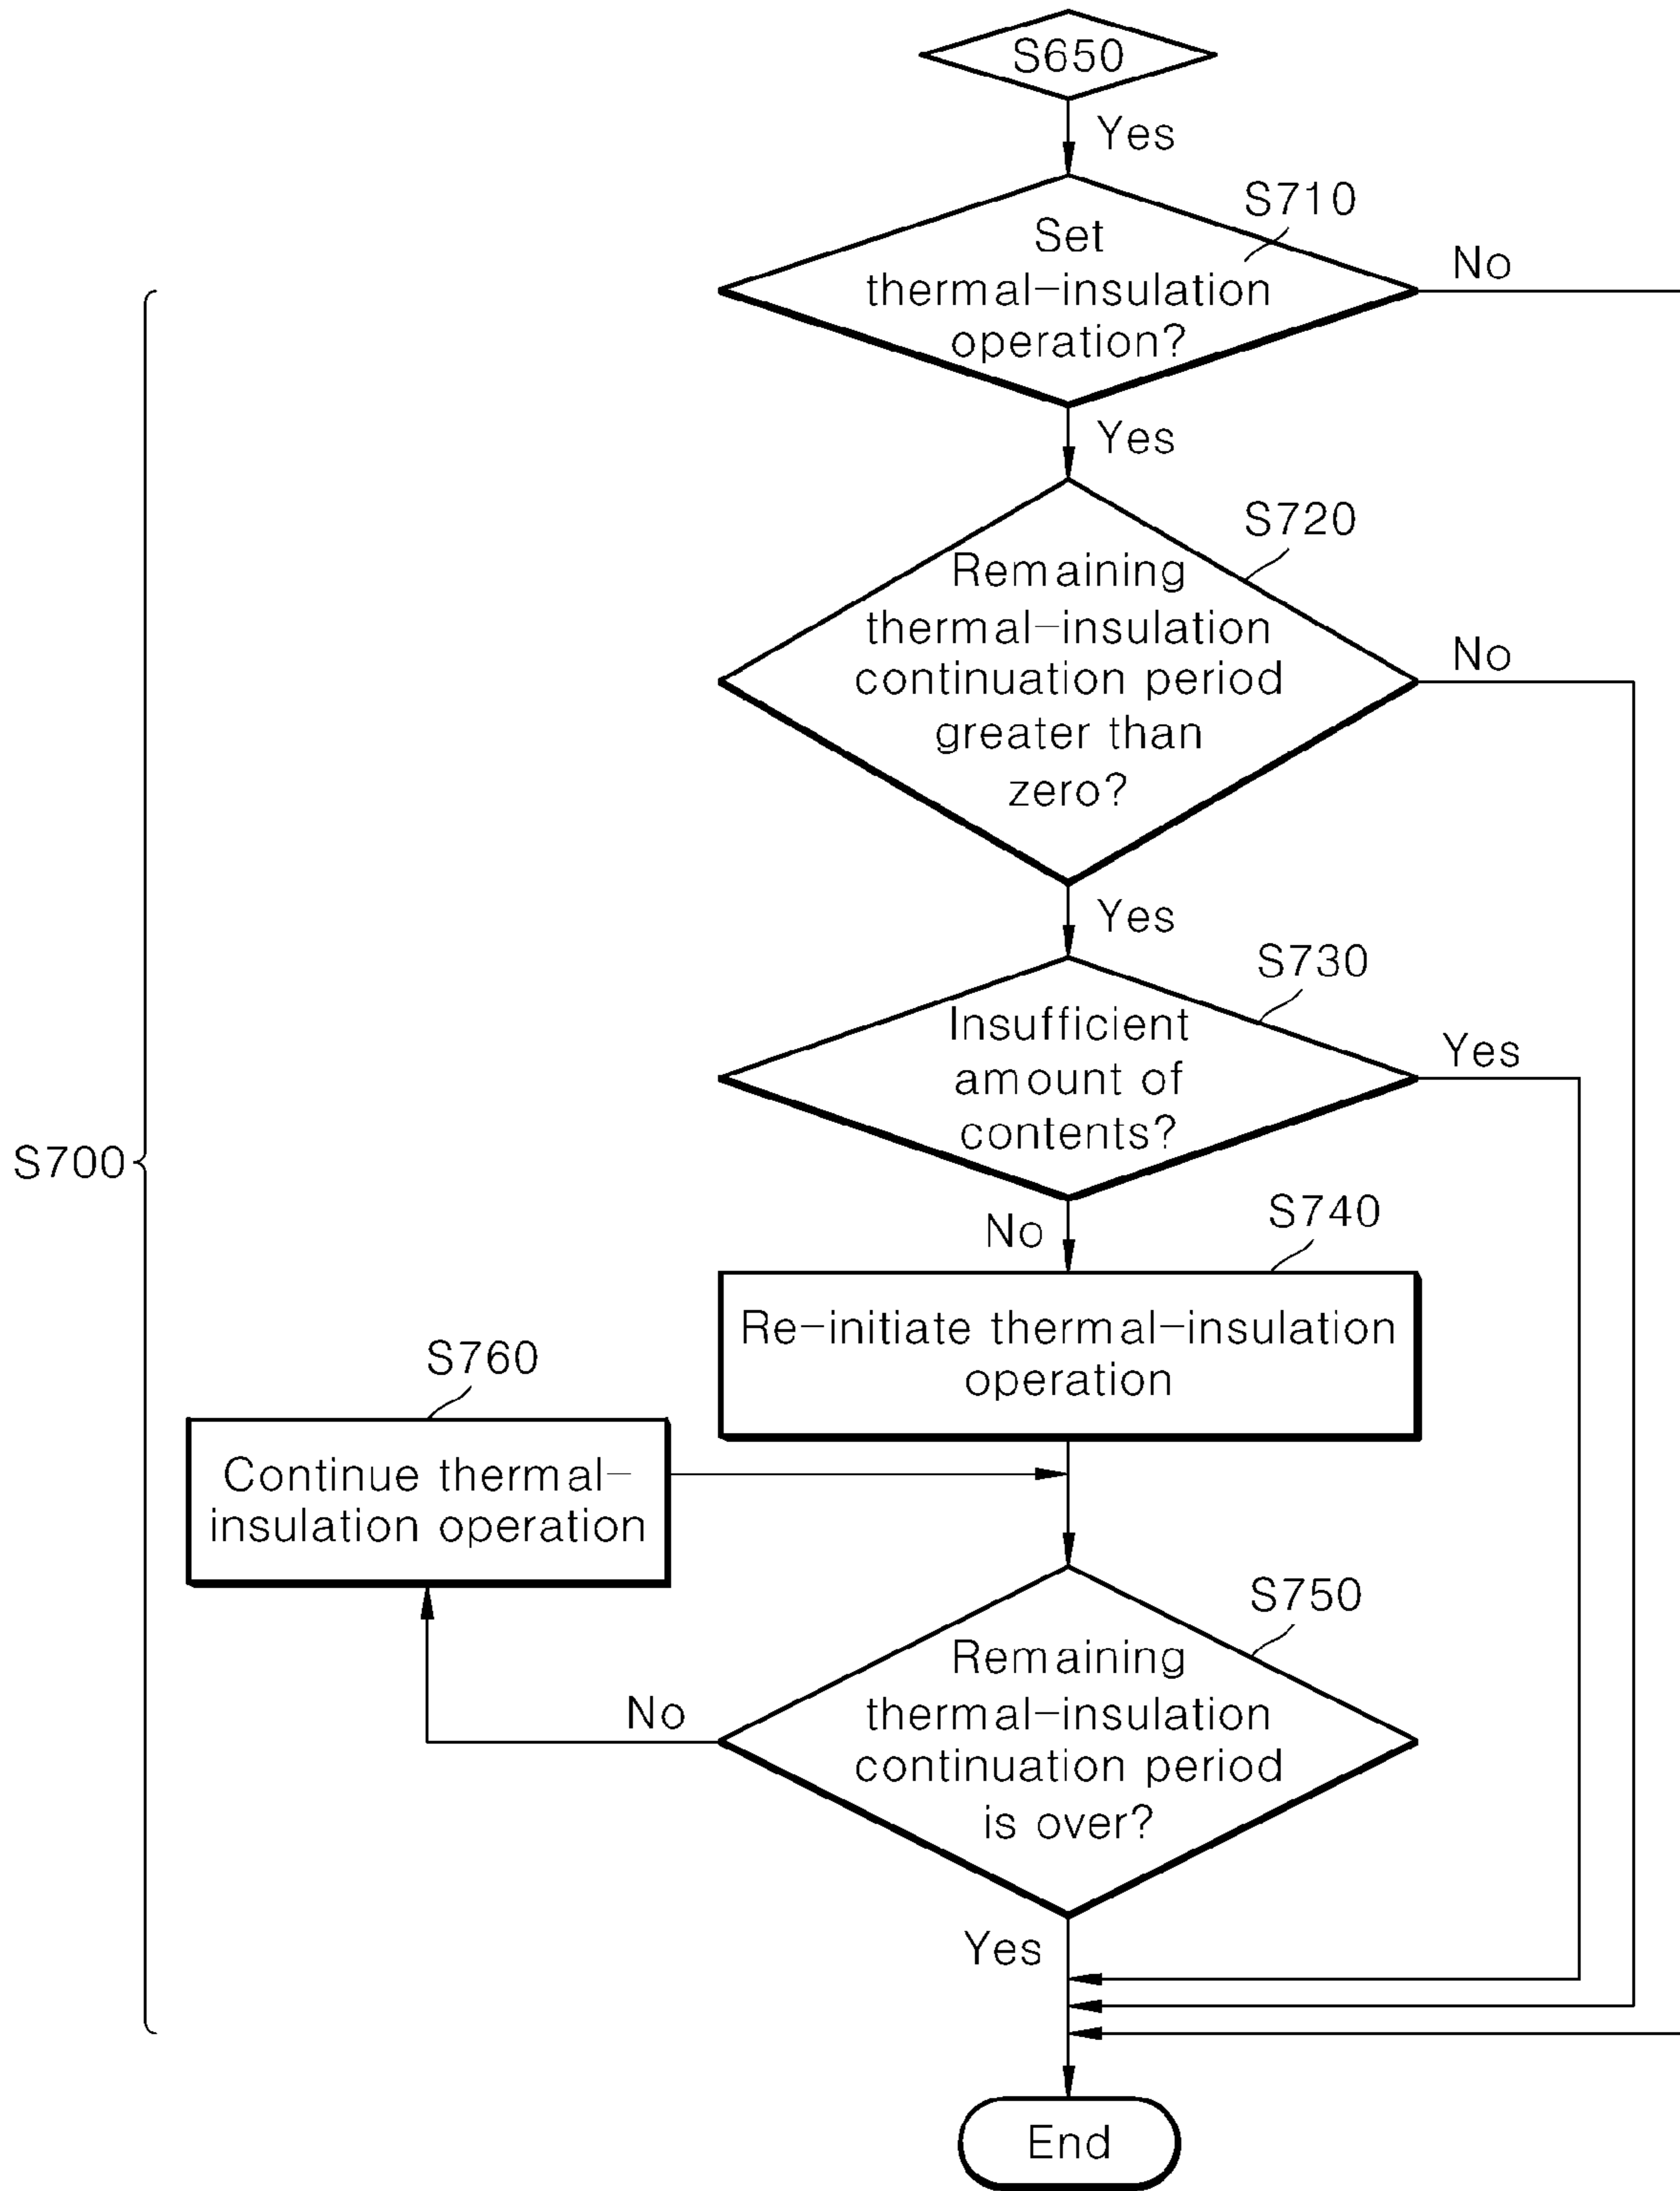 S650
Yes
S710
Set
thermal-insulation
operation?
No
Yes
S720
Remaining
thermal-insulation
continuation period
greater than
zero?
No
Yes
S730
Insufficient
amount of
contents?
Yes
S700
No
S740
Re-initiate thermal-insulation
operation
S760
Continue thermal-
insulation operation
S750
Remaining
thermal-insulation
continuation period
is over?
No
Yes
End